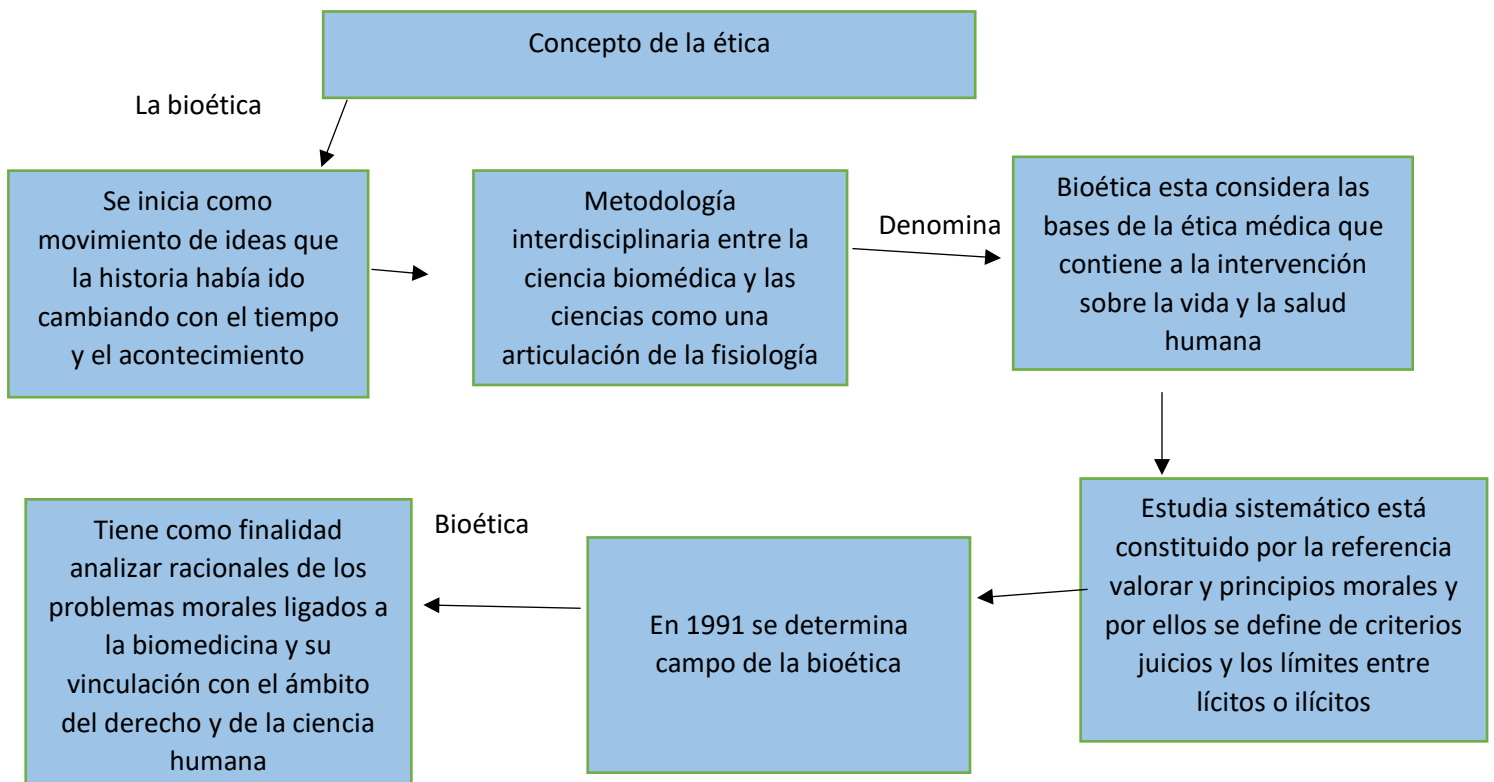 Concepto de la ética
La bioética
Se inicia como
movimiento de ideas que
la historia había ido
cambiando con el tiempo
y el acontecimiento
Metodología
interdisciplinaria entre la
ciencia biomédica y las
ciencias como una
articulación de la fisiología
Denomina
Bioética esta considera las
bases de la ética médica que
contiene a la intervención
sobre la vida y la salud
humana
Estudia sistemático está
constituido por la referencia
valorar y principios morales y
por ellos se define de criterios
juicios y los límites entre
lícitos o ilícitos
En 1991 se determina
campo de la bioética
Bioética
Tiene como finalidad
analizar racionales de los
problemas morales ligados a
la biomedicina y su
vinculación con el ámbito
del derecho y de la ciencia
humana